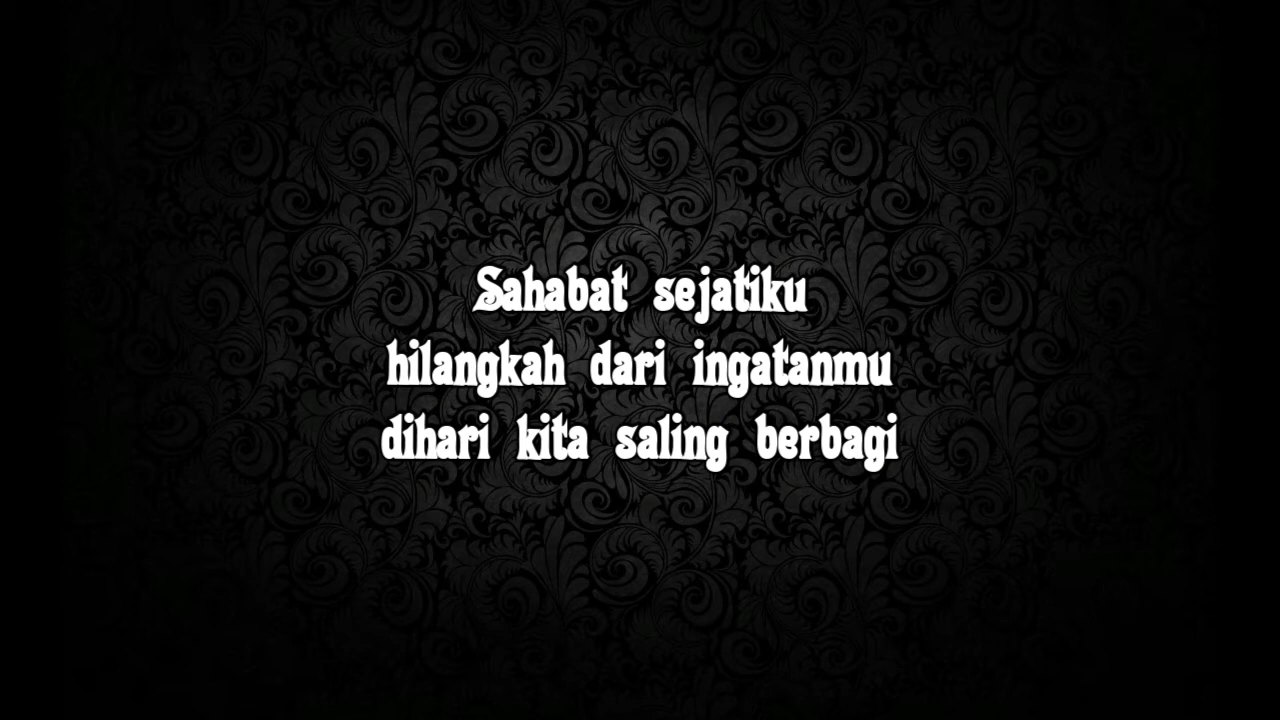 Sahabat sejatiku
hilangkah dari ingatanmu
dihari kita saling berbagi